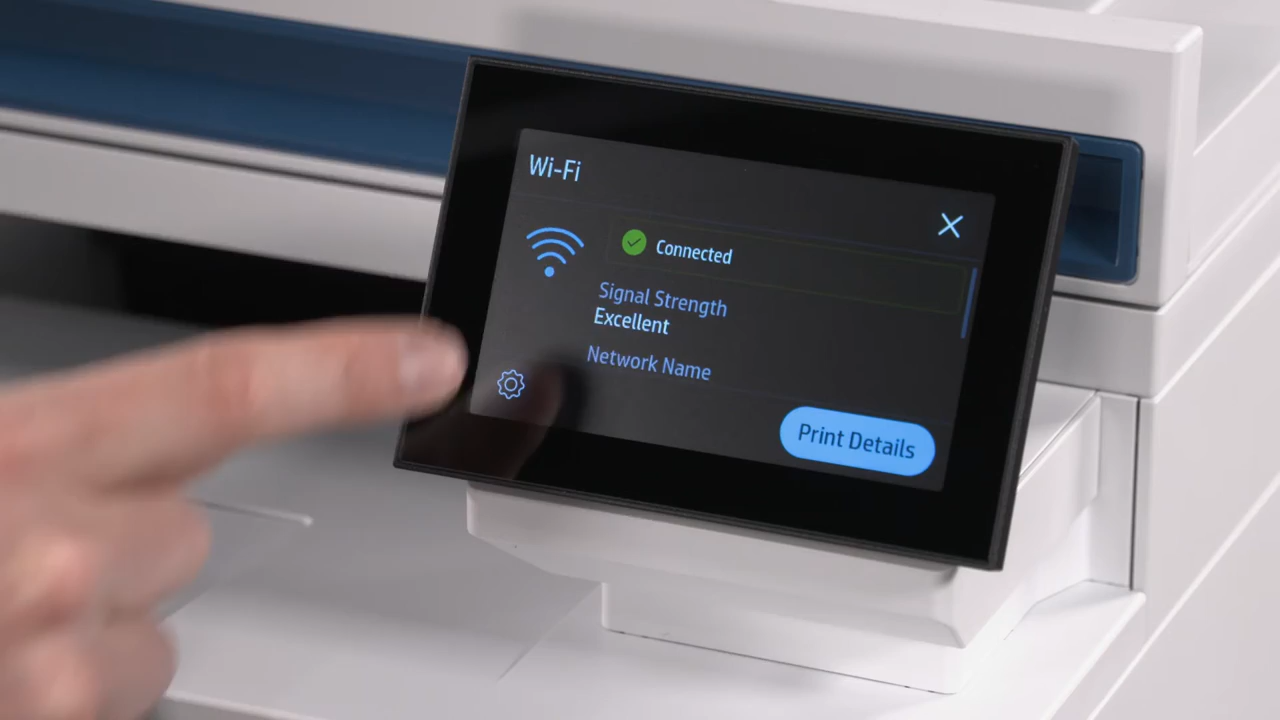 Wi-Fi
Connected
Signal Strength
Excellent
Network Name
Print Details